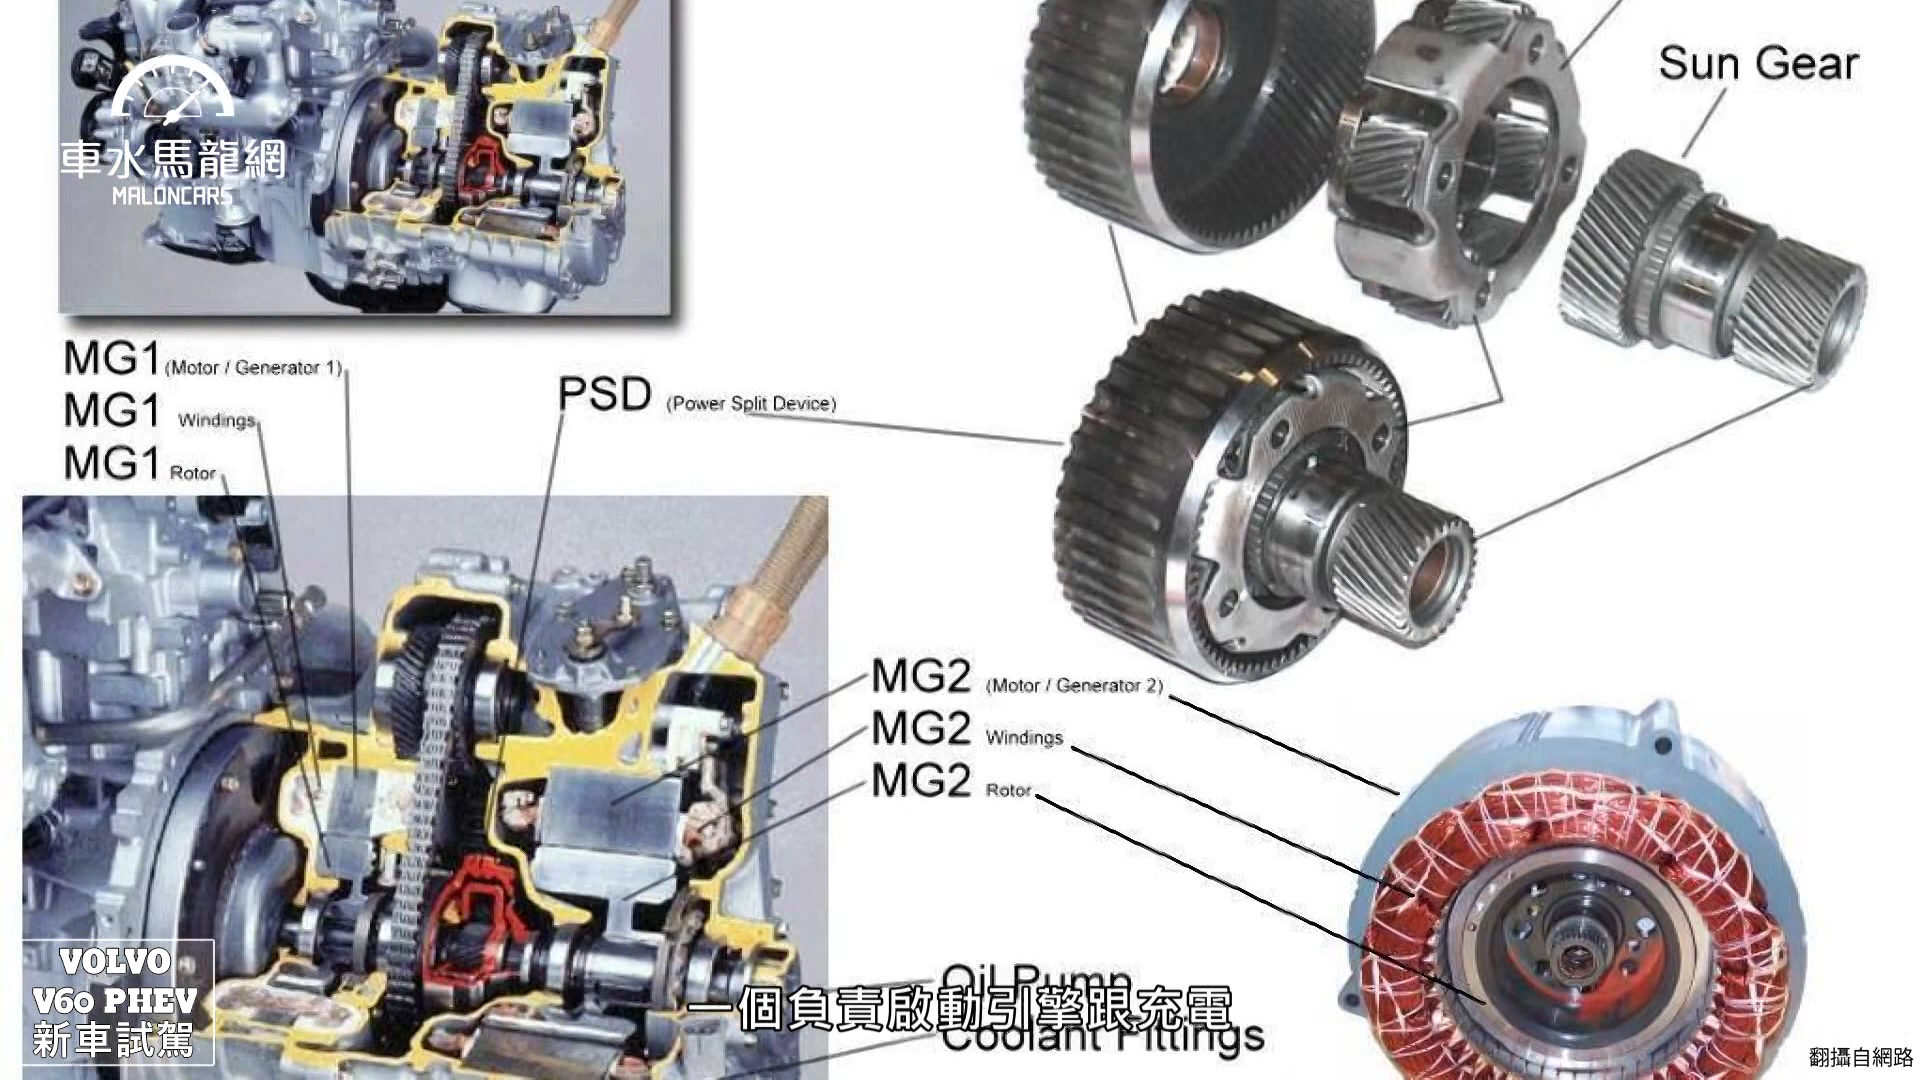 車水馬龍網
MALONCARS
Sun Gear
MG1 (Motor / Generator 1)
MG1 Windings
MG1 Rotor
PSD (Power Split Device)
MG2 (Motor / Generator 2)
MG2 Windings
MG2 Rotor
Oil Pump
Coolant Fittings
一個負責啟動引擎跟充電
VOLVO
V60 PHEV
新車試駕
翻攝自網路